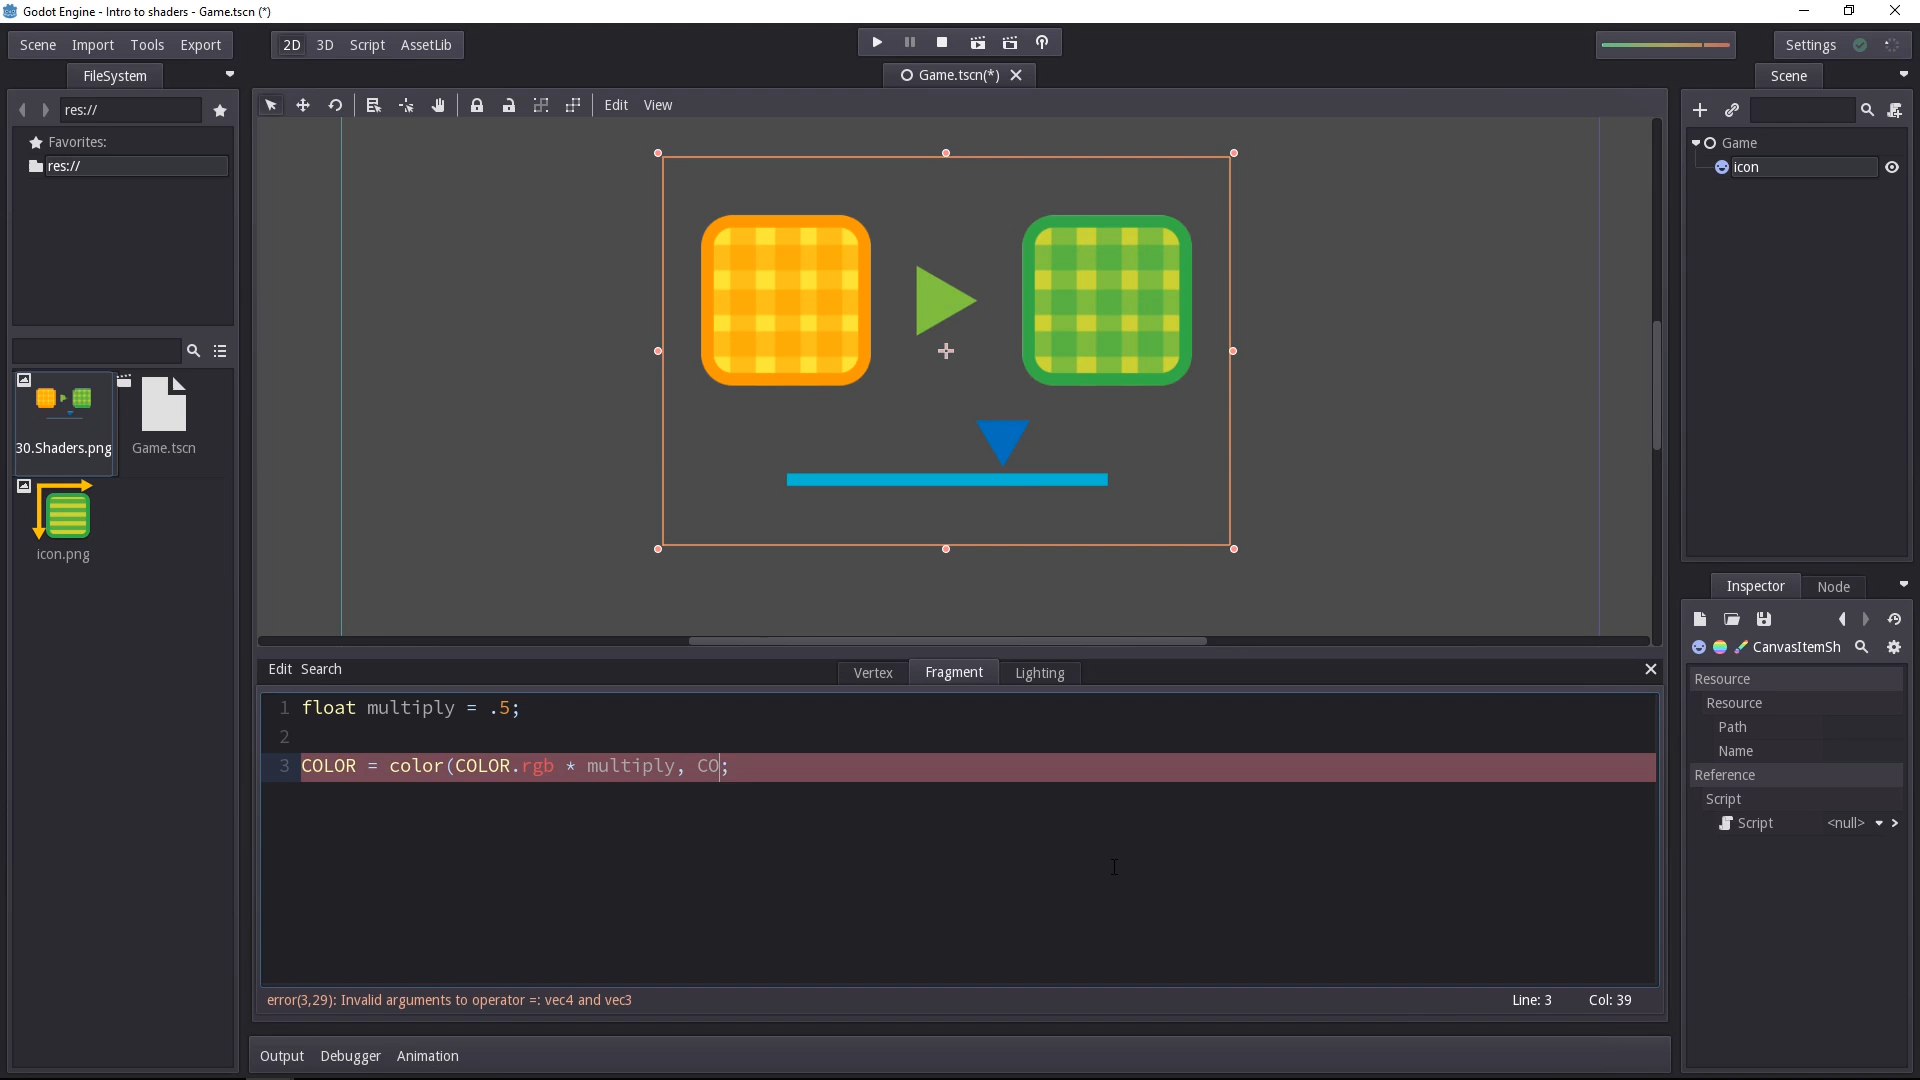 Godot Engine - Intro to shaders - Game.tscn (*)
Scene Import Tools Export
2D 3D Script AssetLib
Settings
FileSystem
Game.tscn(*)
Scene
res://
Edit View
Favorites:
res://
Game
icon
30.Shaders.png
Game.tscn
icon.png
Inspector Node
CanvasItemSh
Edit Search
Vertex Fragment Lighting
Resource
Resource
Path
Name
Reference
Script
Script <null>
1 float multiply = .5;
2
3 COLOR = color(COLOR.rgb * multiply, CO;
error(3,29): Invalid arguments to operator =: vec4 and vec3
Line: 3 Col: 39
Output Debugger Animation